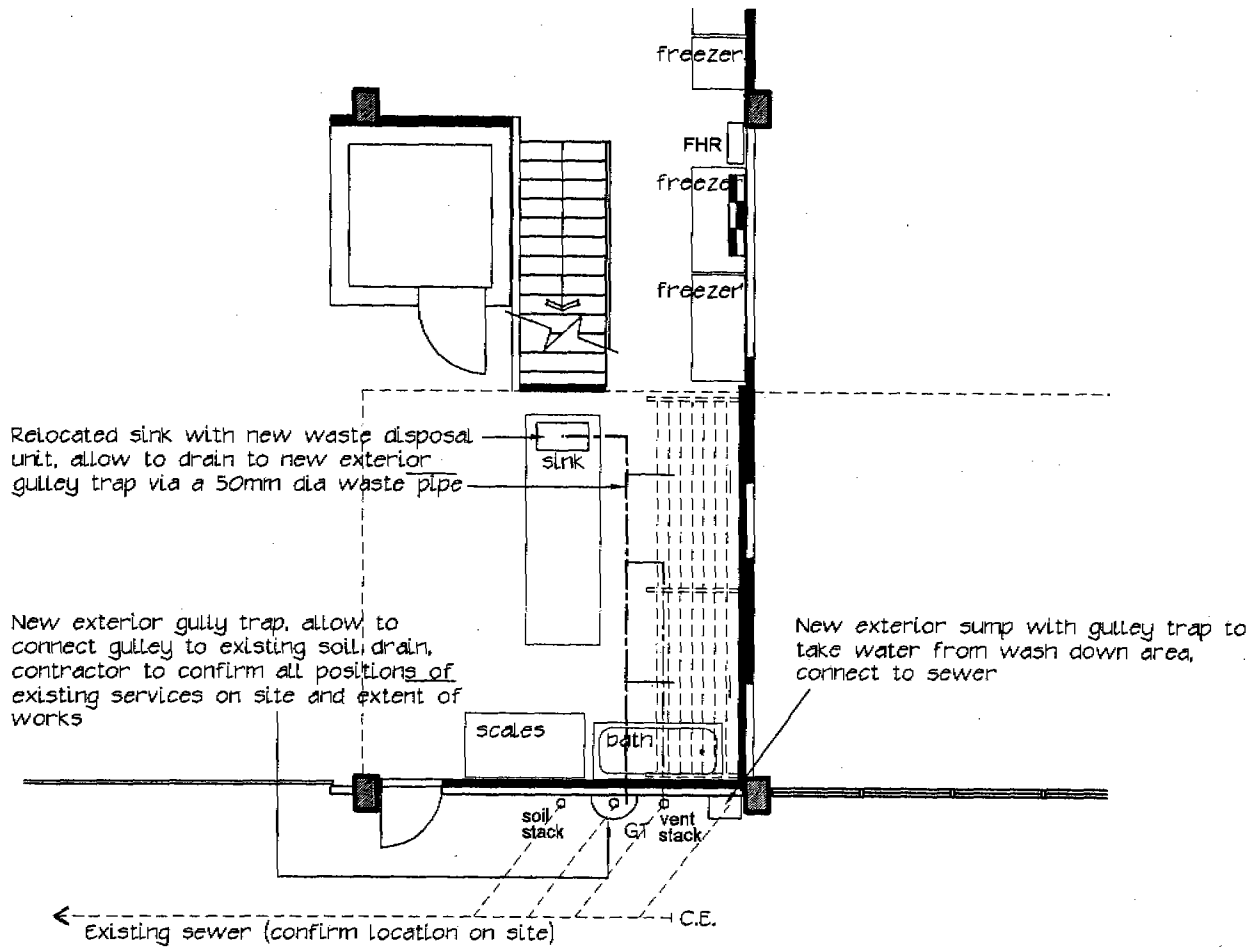 freezer
FHR
freezer
freezer
Relocated sink with new waste disposal
unit, allow to drain to new exterior
gulley trap via a 50mm dia waste pipe
sink
New exterior gully trap, allow to
connect gulley to existing soil drain,
contractor to confirm all positions of
existing services on site and extent of
works
New exterior sump with gulley trap to
take water from wash down area,
connect to sewer
scales
bath
soil
stack
GT
vent
stack
C.E.
Existing sewer (confirm location on site)